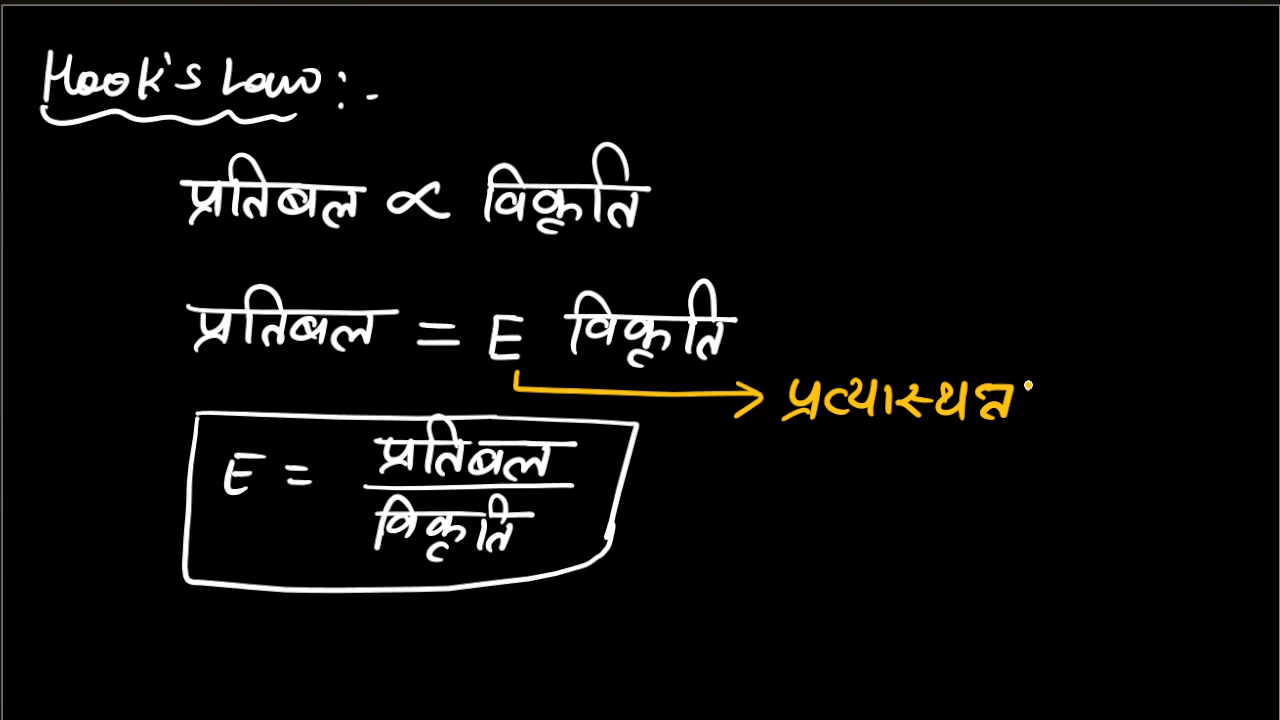 Hook's Law:-
प्रतिबल ∝ विकृति
प्रतिबल = E विकृति
→ प्रत्यास्थत
E = प्रतिबल / विकृति